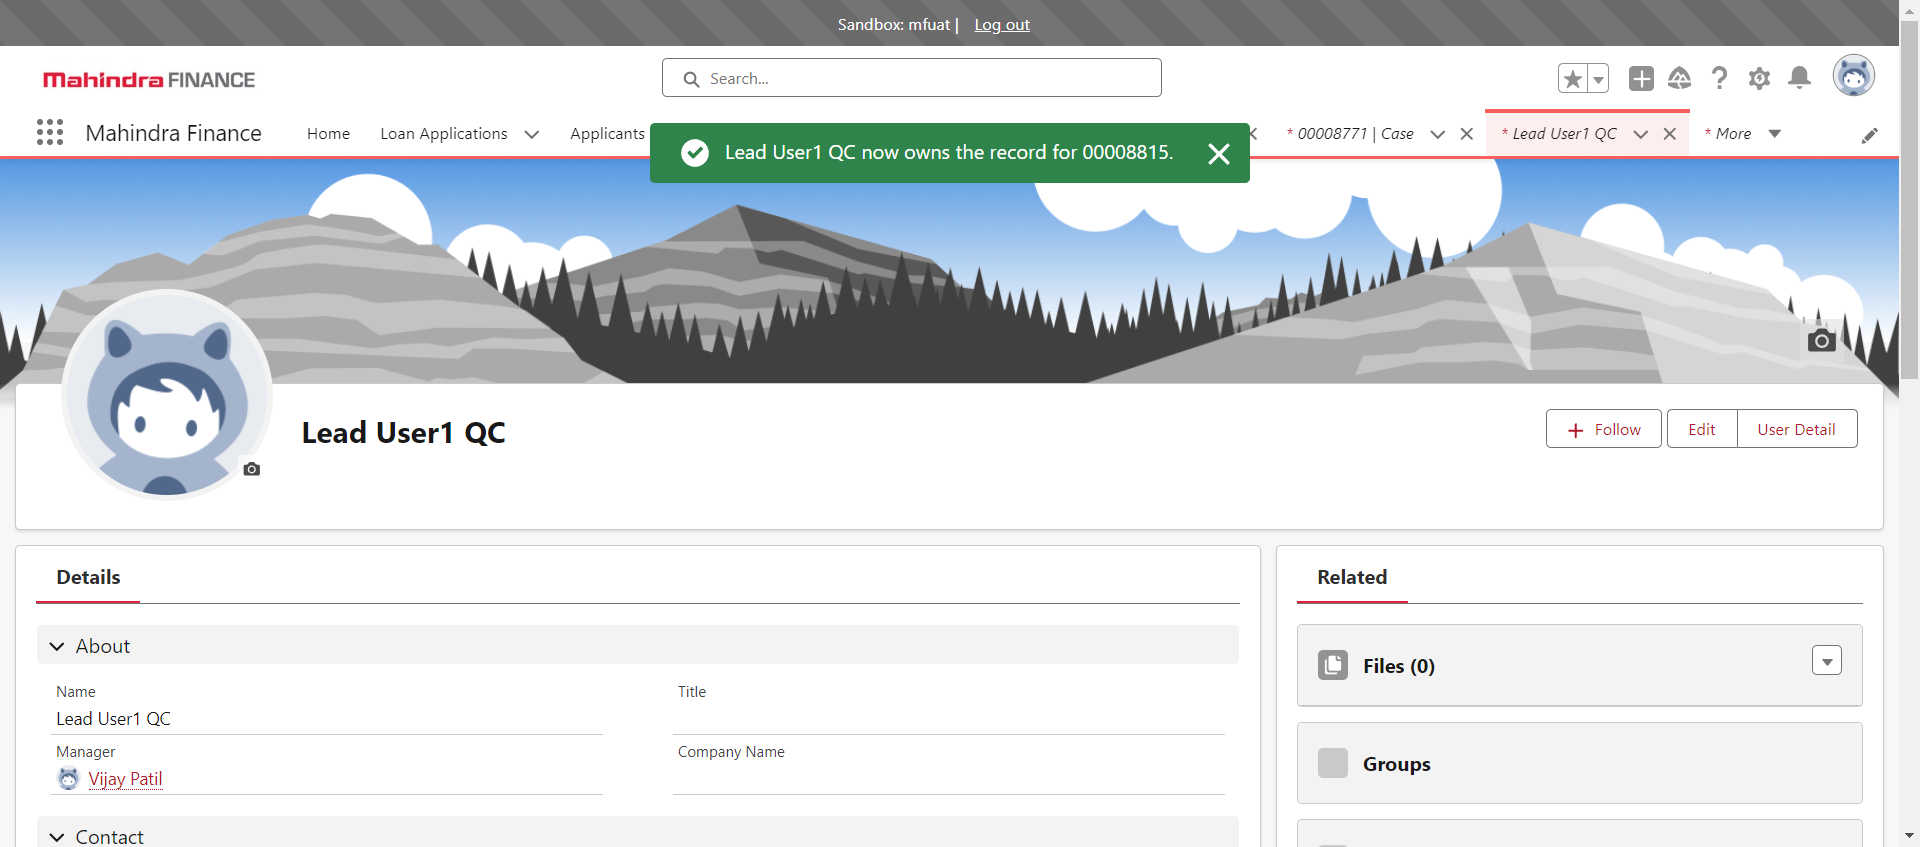 Sandbox: mfuat | Log out
Mahindra FINANCE
Search...
Mahindra Finance
Home
Loan Applications
Applicants
Lead User1 QC now owns the record for 00008815.
* 00008771 | Case
* Lead User1 QC
* More
Lead User1 QC
Follow
Edit
User Detail
Details
About
Name
Lead User1 QC
Title
Manager
Vijay Patil
Company Name
Contact
Related
Files (0)
Groups